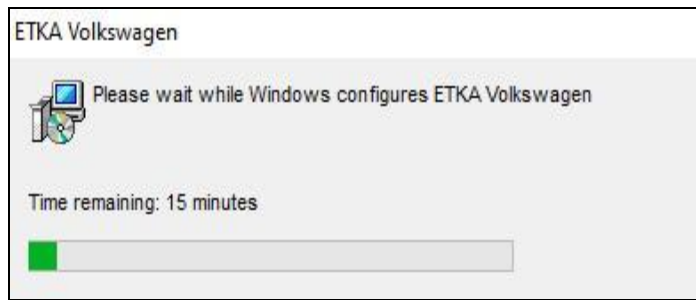 ETKA Volkswagen
Please wait while Windows configures ETKA Volkswagen
Time remaining: 15 minutes